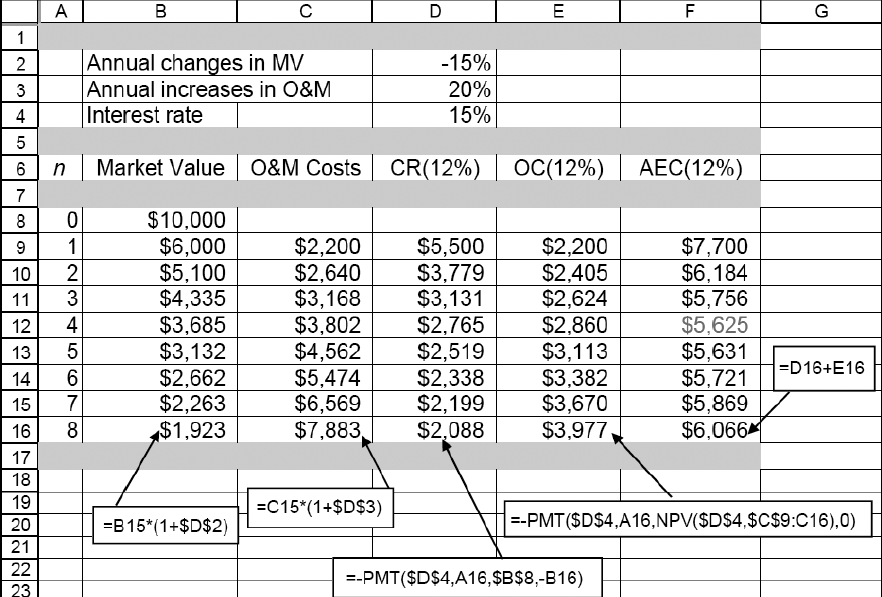 A B C D E F G
1
2 Annual changes in MV -15%
3 Annual increases in O&M 20%
4 Interest rate 15%
5
6 n Market Value O&M Costs CR(12%) OC(12%) AEC(12%)
7
8 0 $10,000
9 1 $6,000 $2,200 $5,500 $2,200 $7,700
10 2 $5,100 $2,640 $3,779 $2,405 $6,184
11 3 $4,335 $3,168 $3,131 $2,624 $5,756
12 4 $3,685 $3,802 $2,765 $2,860 $5,625
13 5 $3,132 $4,562 $2,519 $3,113 $5,631
14 6 $2,662 $5,474 $2,338 $3,382 $5,721
=D16+E16
15 7 $2,263 $6,569 $2,199 $3,670 $5,869
16 8 $1,923 $7,883 $2,088 $3,977 $6,066
17
18
19
=C15*(1+$D$3)
20
=B15*(1+$D$2)
=-PMT($D$4,A16,NPV($D$4,$C$9:C16),0)
21
22
=-PMT($D$4,A16,$B$8,-B16)
23